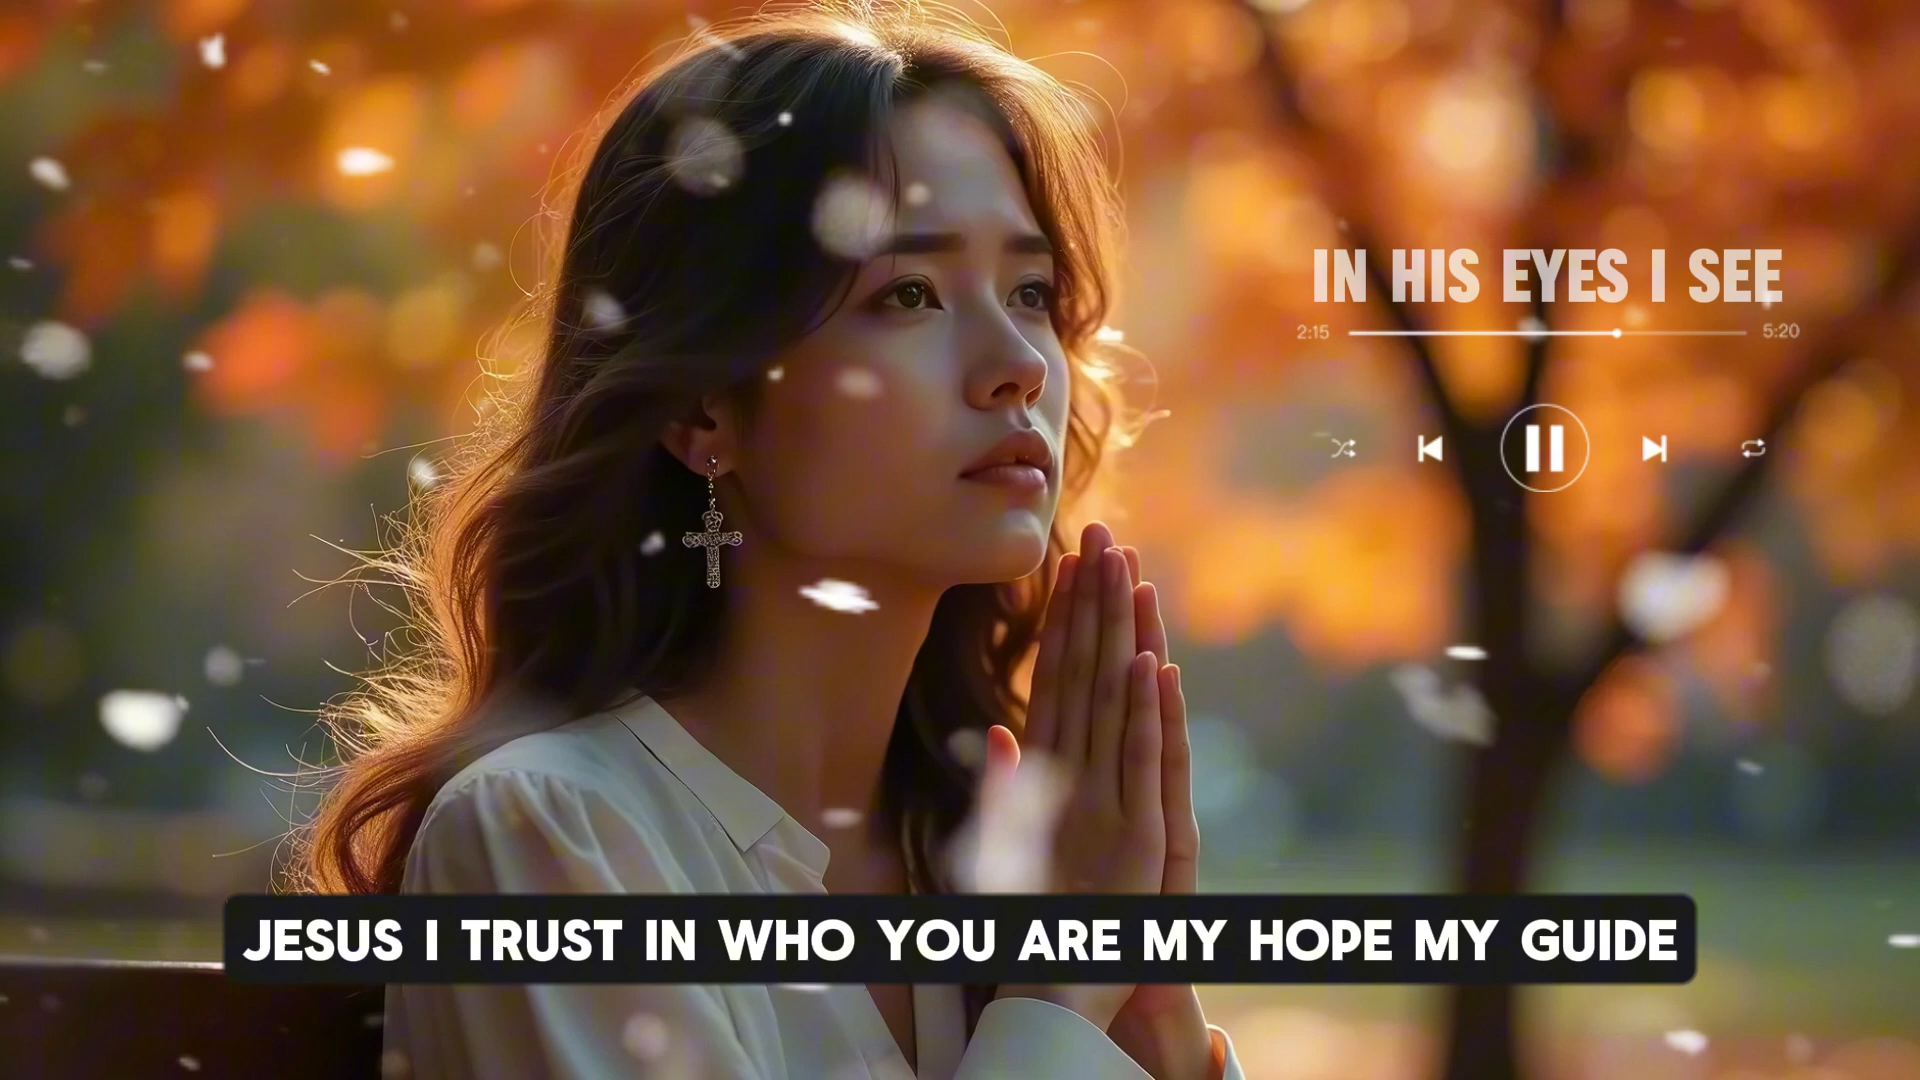 IN HIS EYES I SEE
2:15 5:20
JESUS I TRUST IN WHO YOU ARE MY HOPE MY GUIDE